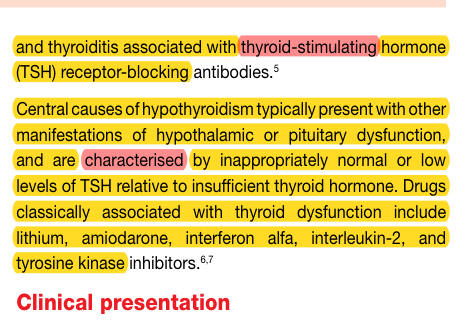 and thyroiditis associated with thyroid-stimulating hormone
(TSH) receptor-blocking antibodies.5
Central causes of hypothyroidism typically present with other
manifestations of hypothalamic or pituitary dysfunction,
and are characterised by inappropriately normal or low
levels of TSH relative to insufficient thyroid hormone. Drugs
classically associated with thyroid dysfunction include
lithium, amiodarone, interferon alfa, interleukin-2, and
tyrosine kinase inhibitors.6,7
Clinical presentation